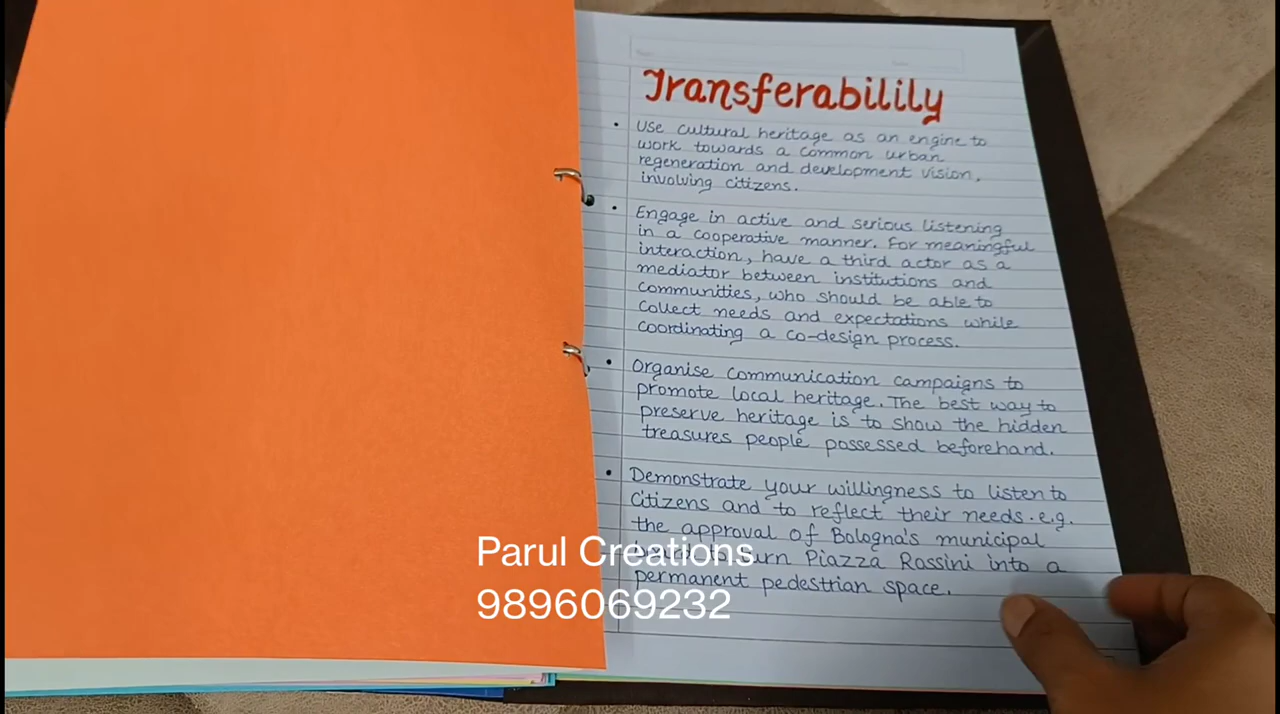 Transferabilily
• Use cultural heritage as an engine to
work towards a common urban
regeneration and development vision,
involving citizens.
• Engage in active and serious listening
in a cooperative manner. For meaningful
interaction, have a third actor as a
mediator between institutions and
communities, who should be able to
collect needs and expectations while
coordinating a co-design process.
• Organise communication campaigns to
promote local heritage. The best way to
preserve heritage is to show the hidden
treasures people possessed beforehand.
• Demonstrate your willingness to listen to
citizens and to reflect their needs. e.g.
the approval of Bologna's municipal
to turn Piazza Rossini into a
permanent pedestrian space.
Parul Creations
9896069232